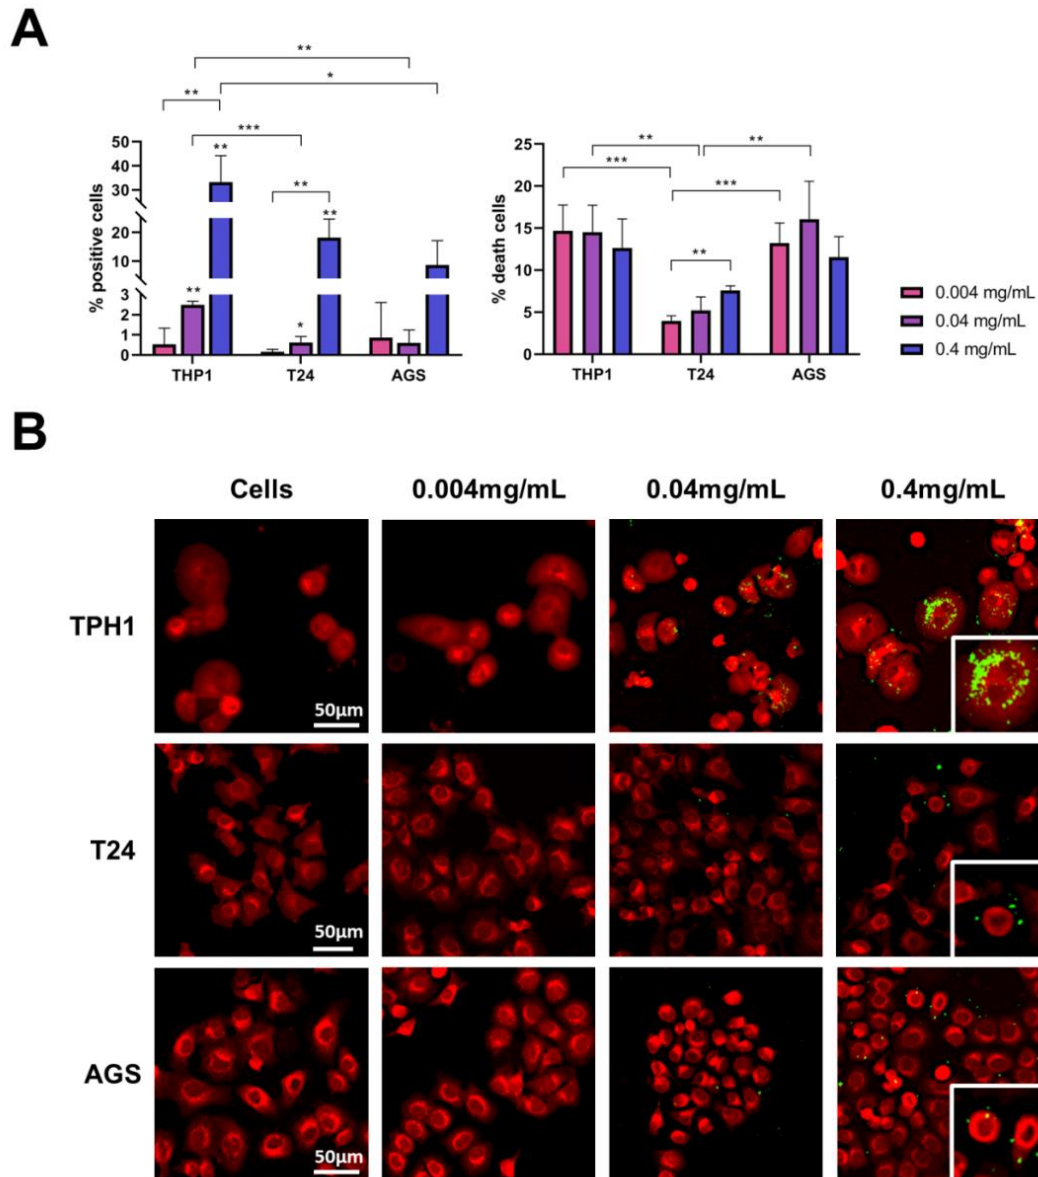 A
**
*
**
***
**
**
**
**
*
% positive cells
50
40
30
20
10
3
2
1
0
THP1
T24
AGS
**
**
***
***
**
% death cells
25
20
15
10
5
0
THP1
T24
AGS
0.004 mg/mL
0.04 mg/mL
0.4 mg/mL
B
Cells
0.004mg/mL
0.04mg/mL
0.4mg/mL
TPH1
50µm
T24
50µm
AGS
50µm